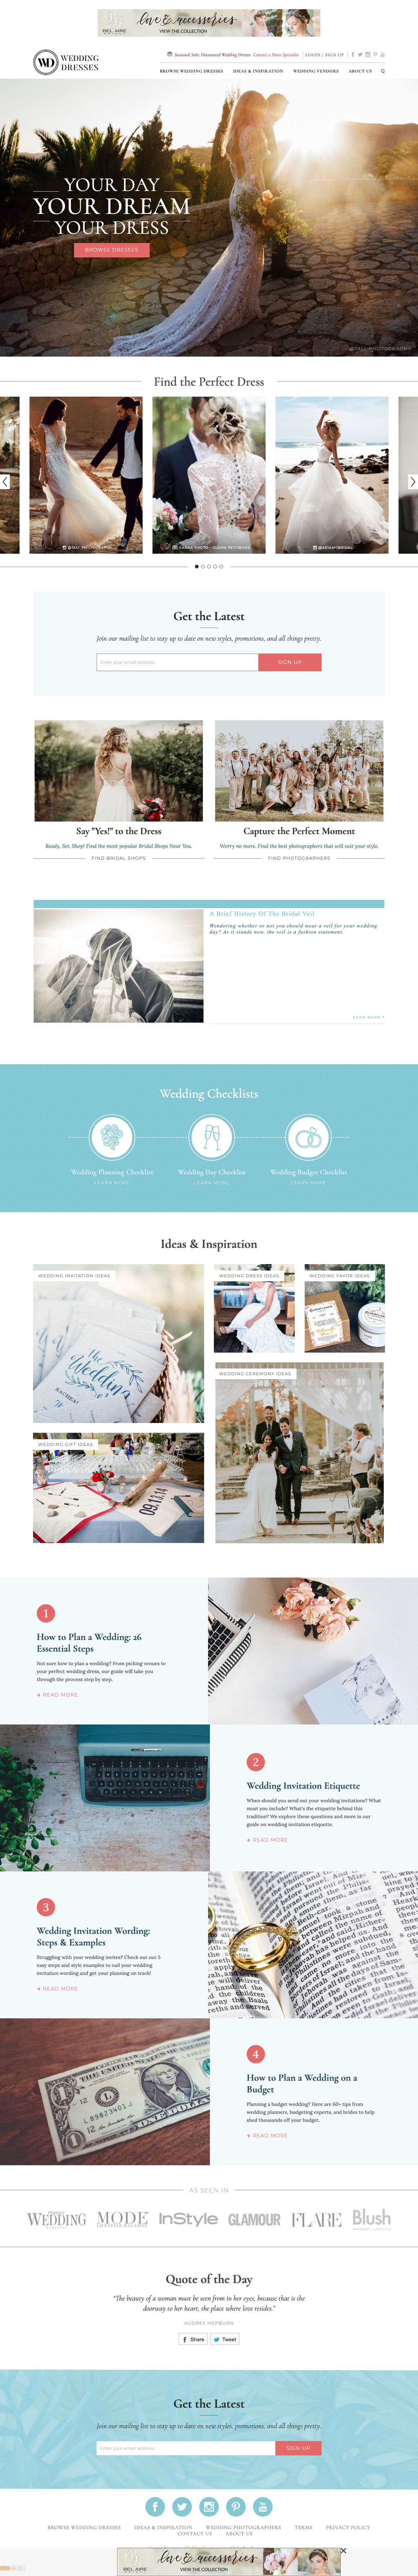 love & accessories
BEL AIRE
VIEW THE COLLECTION
WD WEDDING
DRESSES
Seasonal Sale: Discounted Wedding Dresses Contact a Dress Specialist LOGIN / SIGN UP
BROWSE WEDDING DRESSES IDEAS & INSPIRATION WEDDING VENDORS ABOUT US
YOUR DAY
YOUR DREAM
YOUR DRESS
BROWSE DRESSES
Find the Perfect Dress
Get the Latest
Join our mailing list to stay up to date on new styles, promotions, and all things pretty.
Enter your email address SIGN UP
Say "Yes!" to the Dress
Ready, Set, Shop! Find the most popular Bridal Shops Near You.
FIND BRIDAL SHOPS
Capture the Perfect Moment
Worry no more. Find the best photographers that will suit your style.
FIND PHOTOGRAPHERS
A Brief History Of The Bridal Veil
Wondering whether or not you should wear a veil for your wedding
day? As it stands now, the veil is a fashion statement.
READ MORE
Wedding Checklists
Wedding Planning Checklist
LEARN MORE
Wedding Day Checklist
LEARN MORE
Wedding Budget Checklist
LEARN MORE
Ideas & Inspiration
WEDDING INVITATION IDEAS
the Wedding
WEDDING DRESS IDEAS
WEDDING FAVOR IDEAS
WEDDING CEREMONY IDEAS
WEDDING GIFT IDEAS
09.13.14
1
How to Plan a Wedding: 26
Essential Steps
Not sure how to plan a wedding? From picking venues to
your perfect wedding dress, our guide will take you
through the process step by step.
READ MORE
2
Wedding Invitation Etiquette
When should you send out your wedding invitations? What
must you include? What's the etiquette behind this
tradition? We explore these questions and more in our
guide on wedding invitation etiquette.
READ MORE
3
Wedding Invitation Wording:
Steps & Examples
Struggling with your wedding invites? Check out our 5
easy steps and style examples to nail your wedding
invitation wording and get your planning on track!
READ MORE
4
How to Plan a Wedding on a
Budget
Planning a budget wedding? Here are 60+ tips from
wedding planners, budgeting experts, and brides to help
shed thousands off your budget.
READ MORE
AS SEEN IN
WEDDING
MODE
LIFESTYLE MAGAZINE
InStyle
GLAMOUR
FLARE
Blush
Quote of the Day
"The beauty of a woman must be seen from in her eyes, because that is the
doorway to her heart, the place where love resides."
AUDREY HEPBURN
Share Tweet
Get the Latest
Join our mailing list to stay up to date on new styles, promotions, and all things pretty.
Enter your email address SIGN UP
BROWSE WEDDING DRESSES IDEAS & INSPIRATION WEDDING PHOTOGRAPHERS TERMS PRIVACY POLICY
CONTACT US ABOUT US
love & accessories
BEL AIRE
VIEW THE COLLECTION